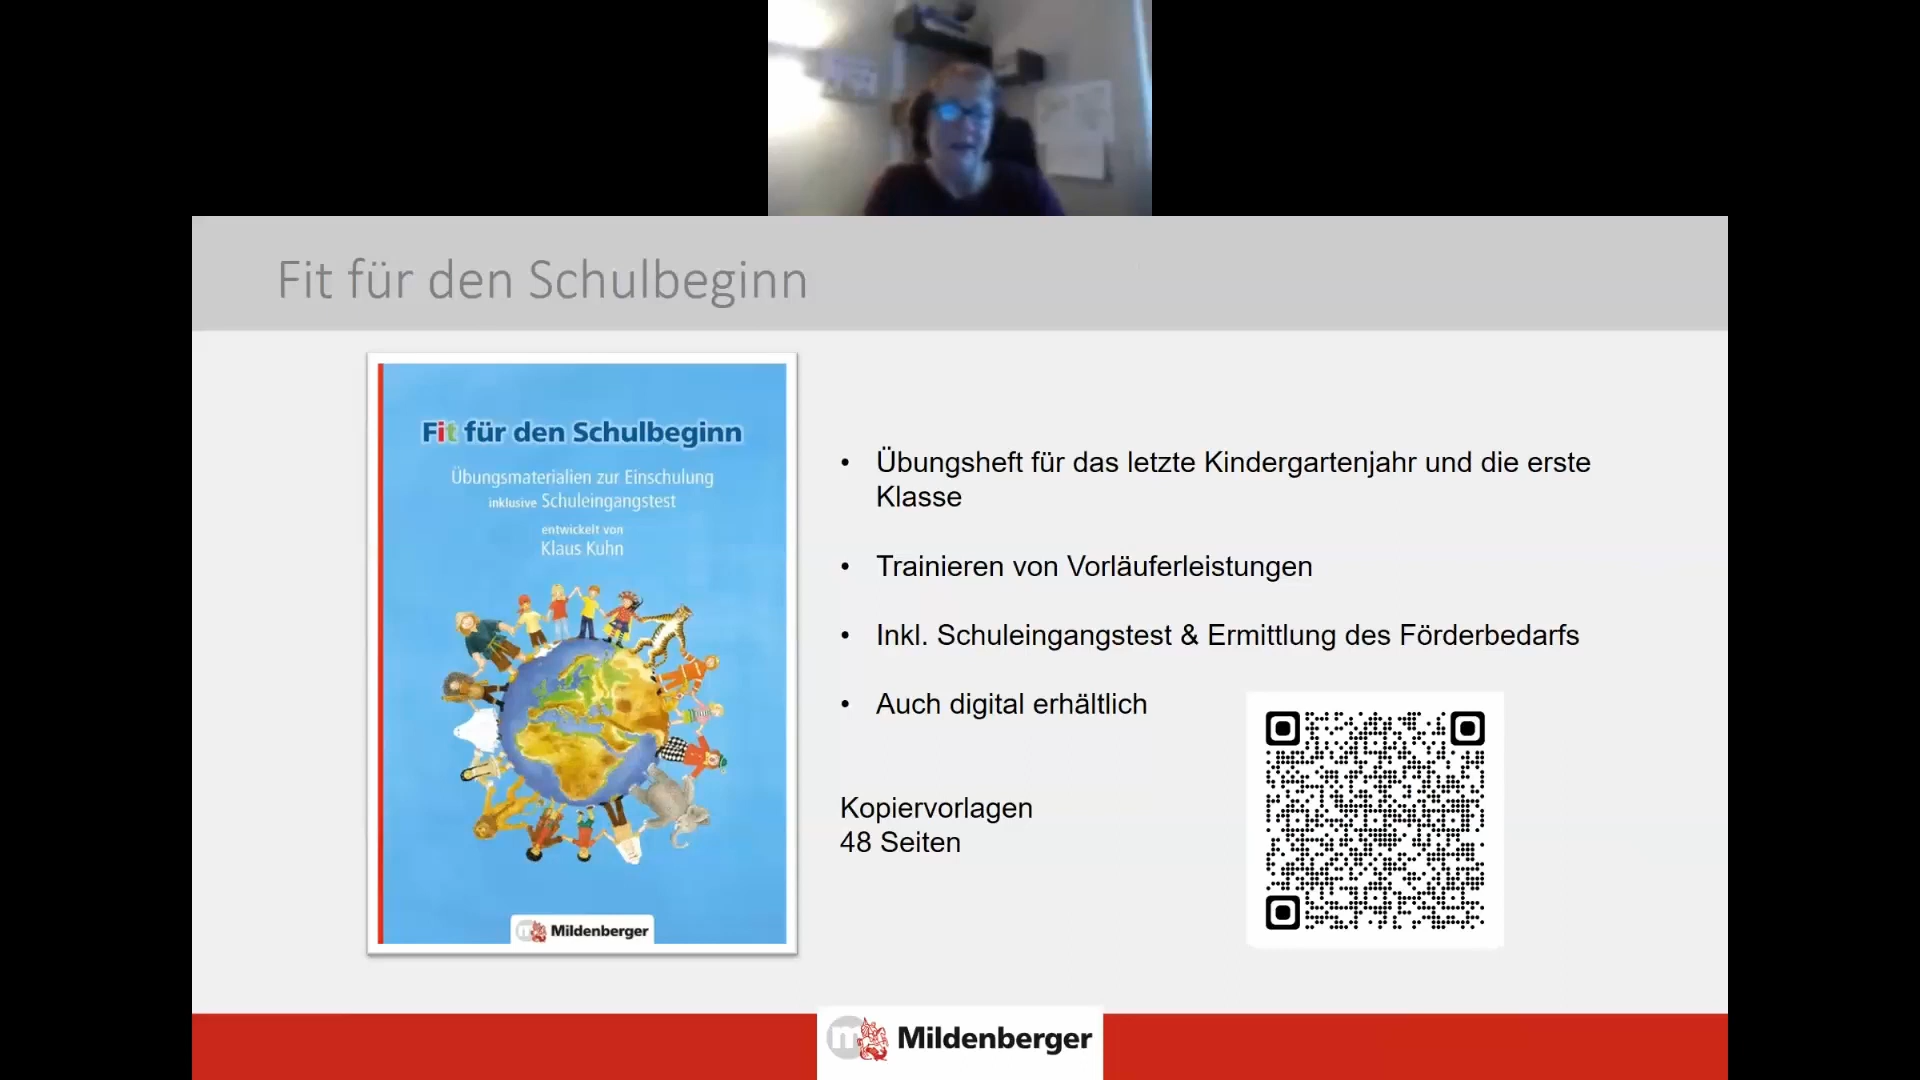 Fit für den Schulbeginn
Fit für den Schulbeginn
Übungsmaterialien zur Einschulung
inklusive Schuleingangstest
entwickelt von
Klaus Kuhn
m Mildenberger
• Übungsheft für das letzte Kindergartenjahr und die erste
Klasse
• Trainieren von Vorläuferleistungen
• Inkl. Schuleingangstest & Ermittlung des Förderbedarfs
• Auch digital erhältlich
Kopiervorlagen
48 Seiten
m Mildenberger